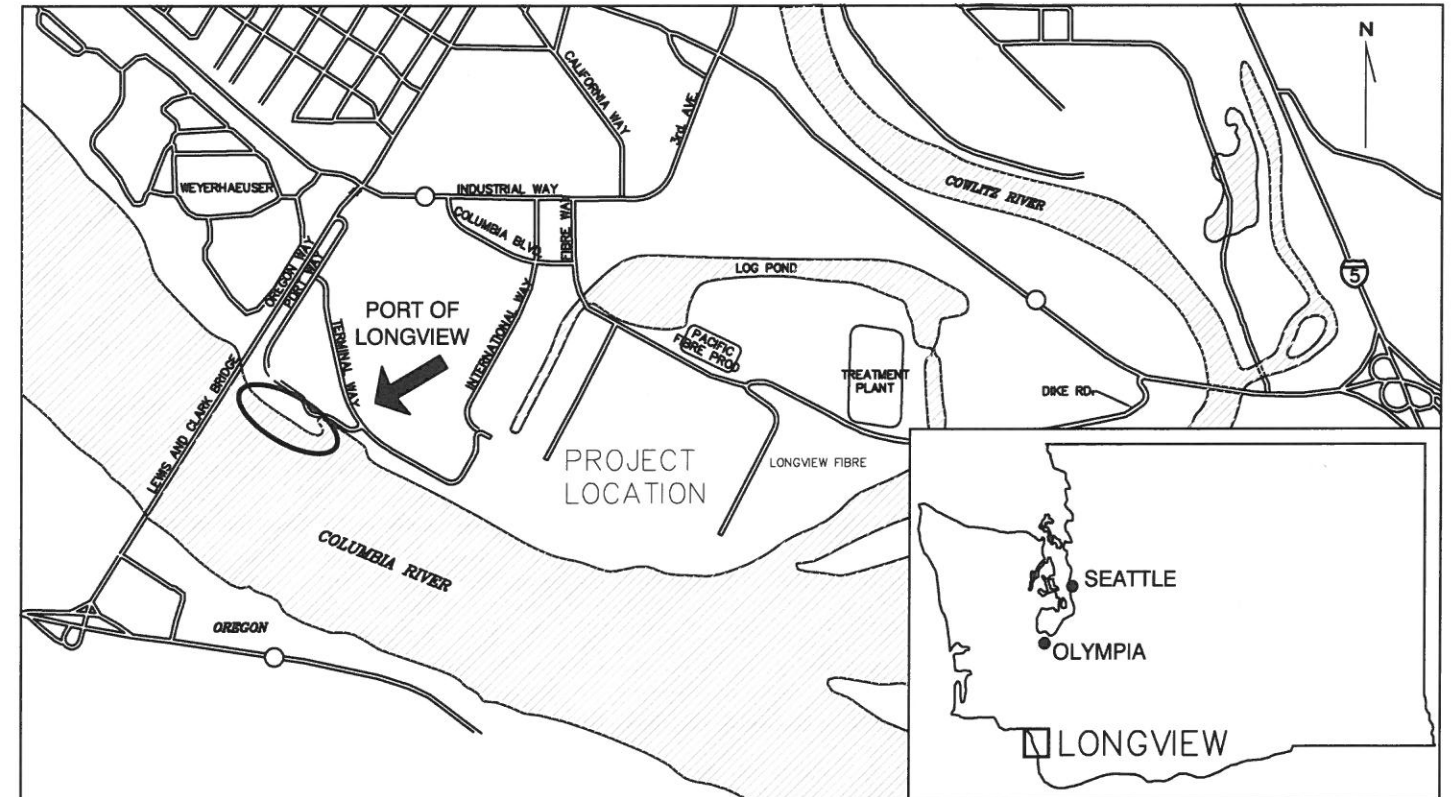 N
CALIFORNIA WAY
3rd. AVE.
WEYERHAEUSER
INDUSTRIAL WAY
COWLITZ RIVER
COLUMBIA BLVD.
FIBRE WAY
OREGON WAY
PORT WAY
LOG POND
5
PORT OF
LONGVIEW
TERMINAL WAY
INTERNATIONAL WAY
PACIFIC
FIBRE PROD
TREATMENT
PLANT
DIKE RD.
LEWIS AND CLARK BRIDGE
PROJECT
LOCATION
LONGVIEW FIBRE
COLUMBIA RIVER
OREGON
SEATTLE
OLYMPIA
LONGVIEW